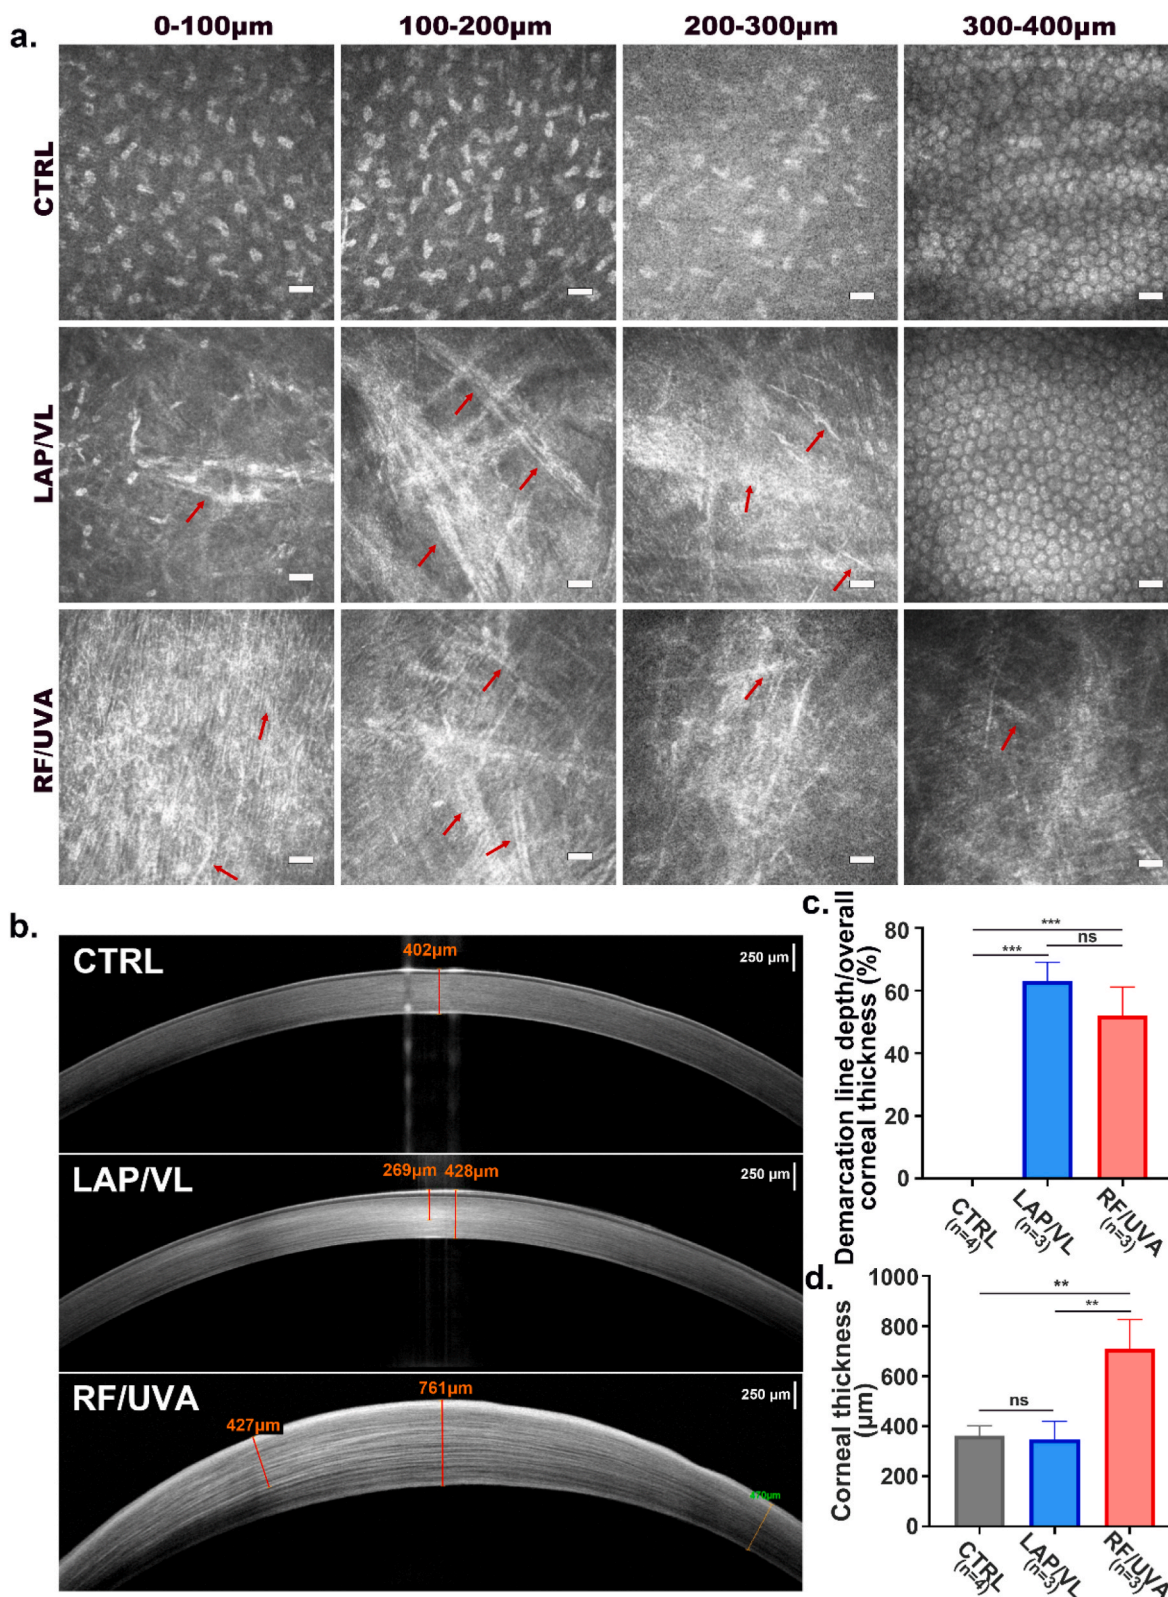 a.
0-100µm 100-200µm 200-300µm 300-400µm
CTRL
LAP/VL
RF/UVA
b.
CTRL
402µm
250 µm
LAP/VL
269µm 428µm
250 µm
RF/UVA
761µm
427µm
250 µm
470µm
c.
Demarcation line depth/overall
corneal thickness (%)
80
60
40
20
0
***
***
ns
CTRL
(n=4)
LAP/VL
(n=3)
RF/UVA
(n=3)
d.
Corneal thickness
(µm)
1000
800
600
400
200
0
**
**
ns
CTRL
(n=4)
LAP/VL
(n=3)
RF/UVA
(n=3)